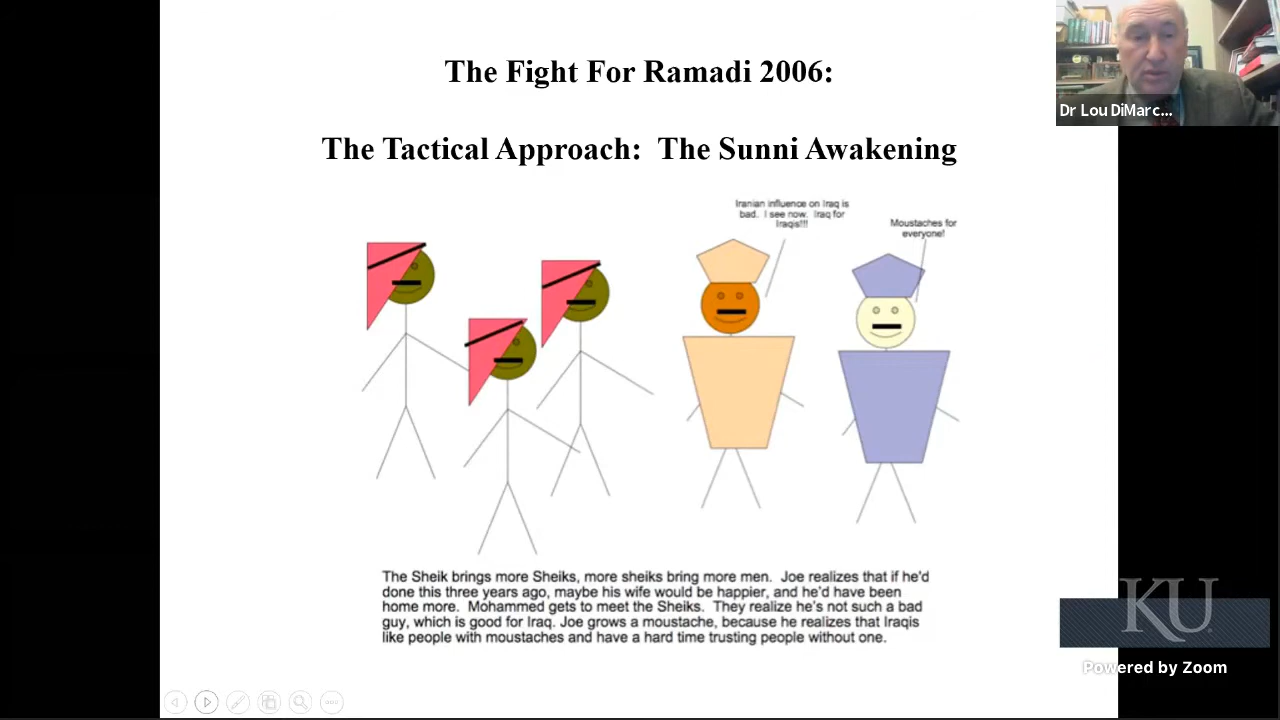 The Fight For Ramadi 2006:
The Tactical Approach: The Sunni Awakening
Dr Lou DiMarc...
Iranian influence on Iraq is
bad. I see now. Iraq for
Iraqis!!!
Moustaches for
everyone!
The Sheik brings more Sheiks, more sheiks bring more men. Joe realizes that if he'd
done this three years ago, maybe his wife would be happier, and he'd have been
home more. Mohammed gets to meet the Sheiks. They realize he's not such a bad
guy, which is good for Iraq. Joe grows a moustache, because he realizes that Iraqis
like people with moustaches and have a hard time trusting people without one.
KU
Powered by Zoom